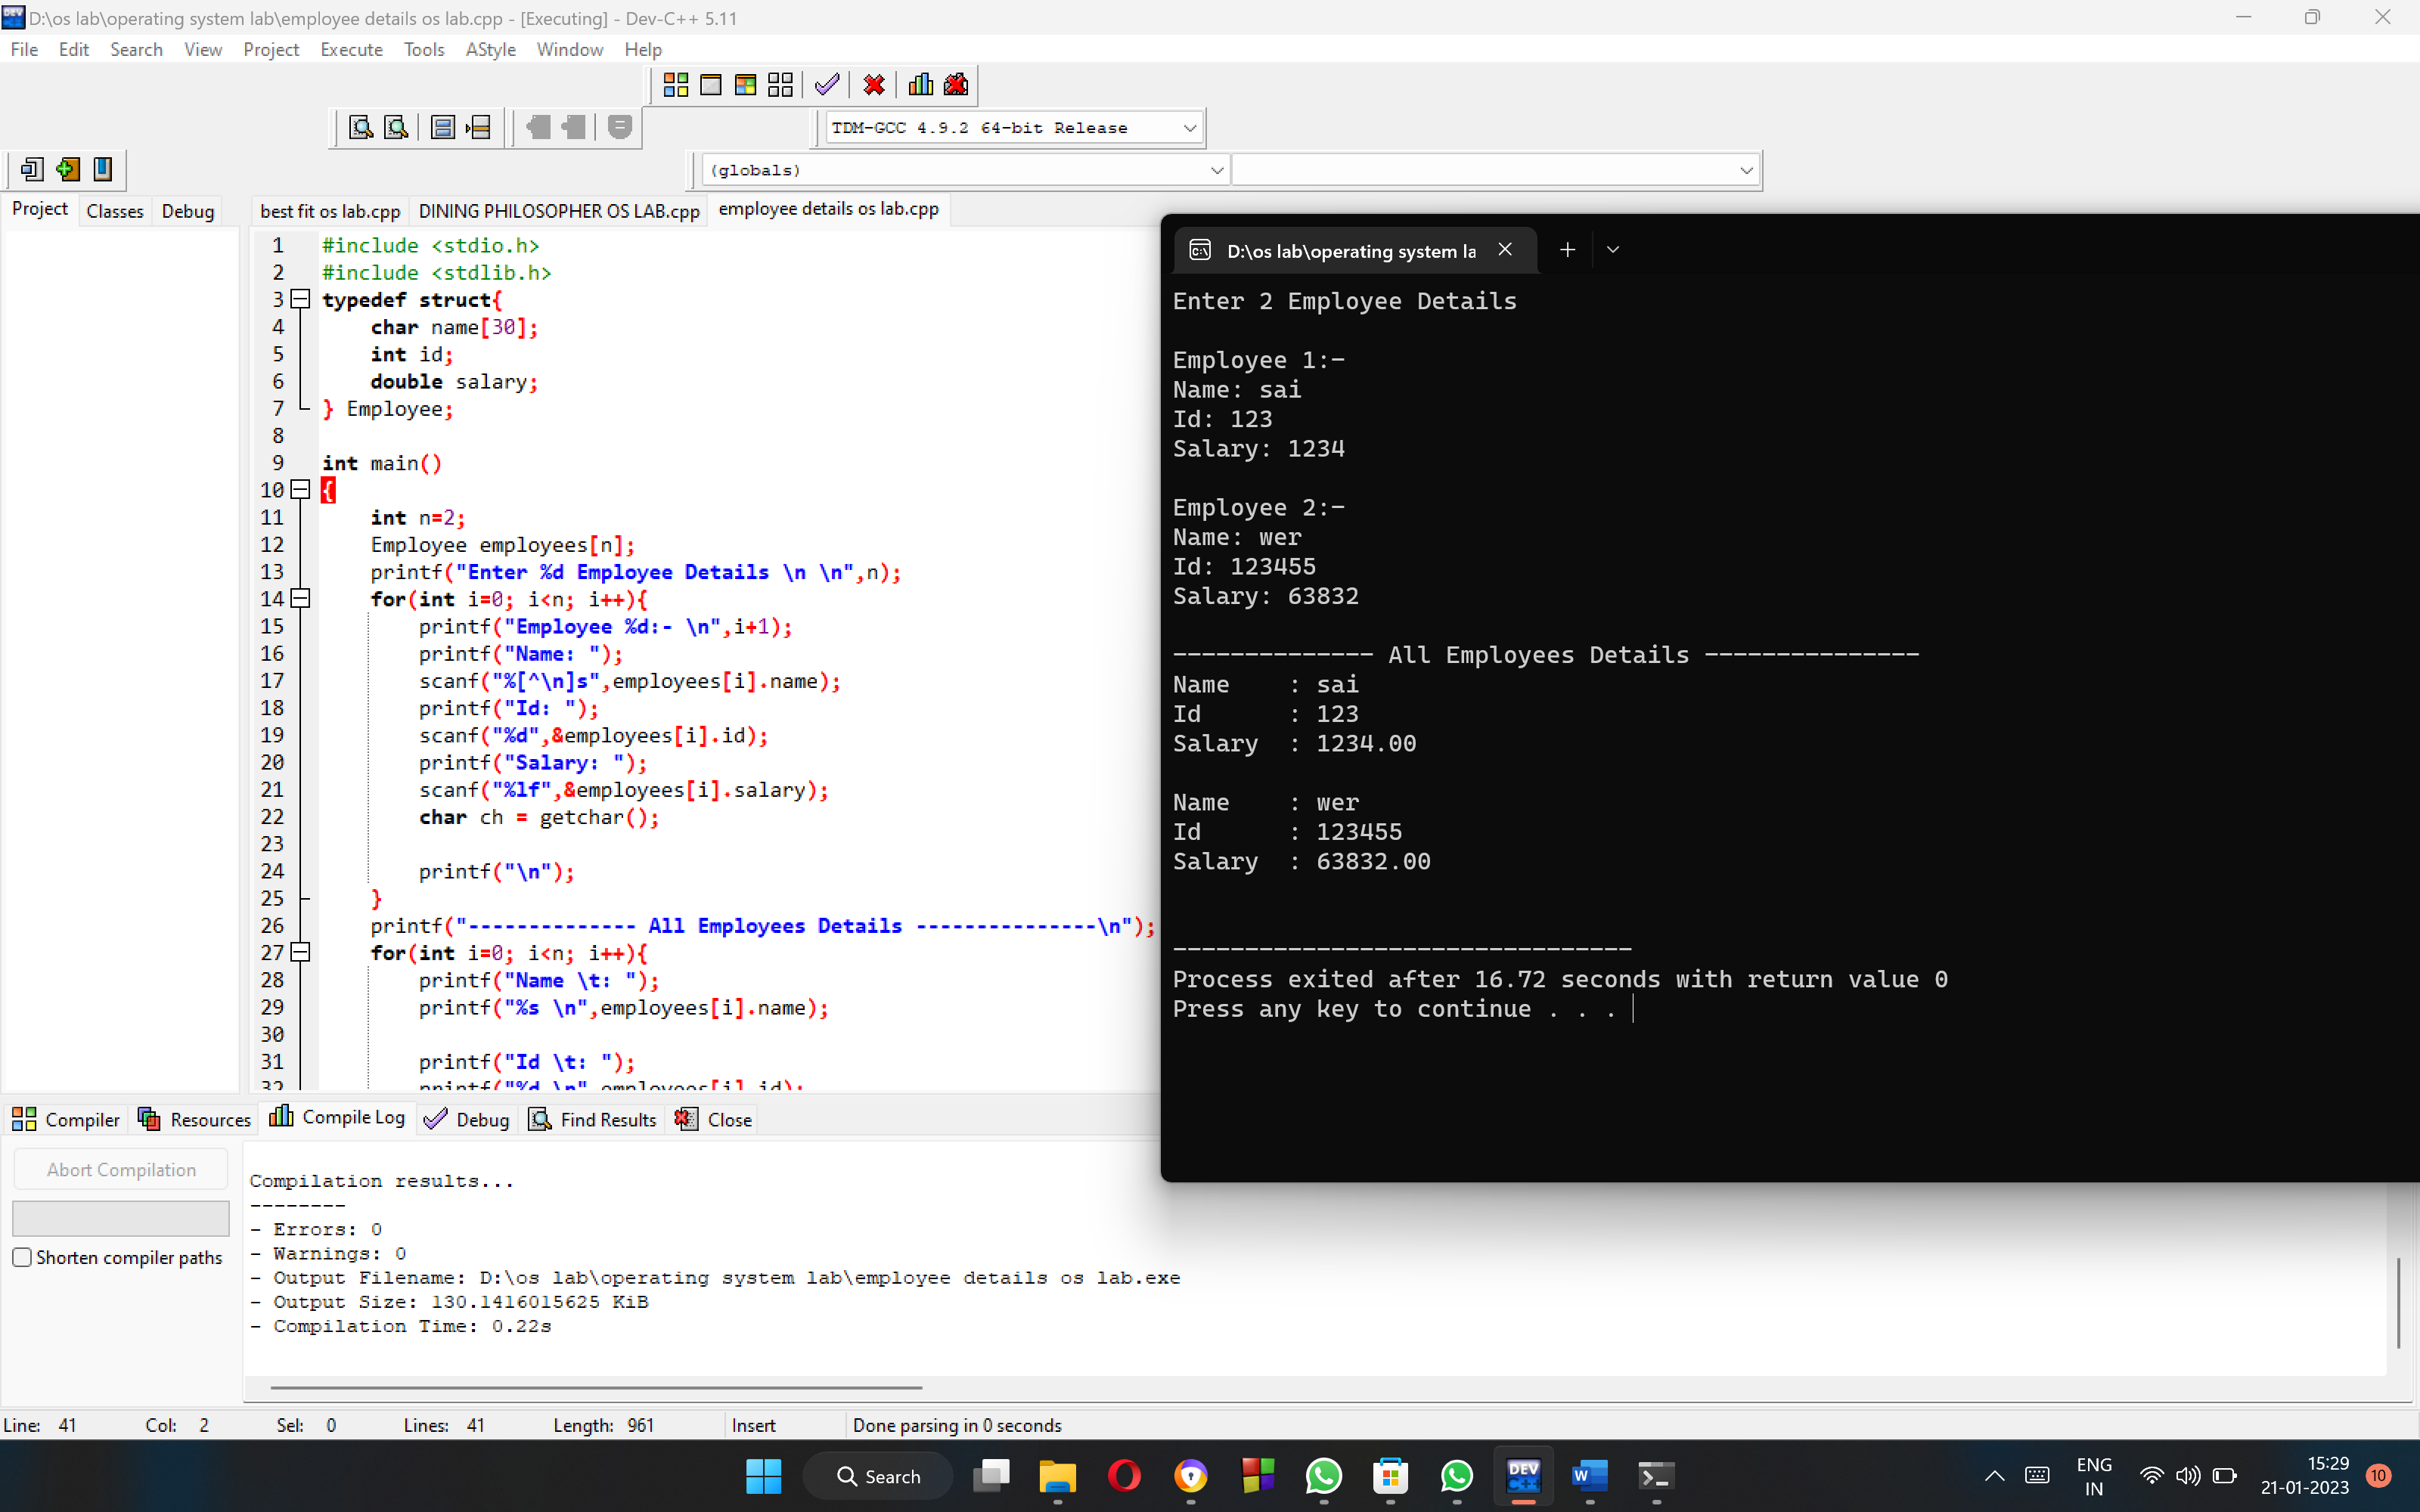 D:\os lab\operating system lab\employee details os lab.cpp - [Executing] - Dev-C++ 5.11
File Edit Search View Project Execute Tools AStyle Window Help
TDM-GCC 4.9.2 64-bit Release
(globals)
Project Classes Debug
best fit os lab.cpp DINING PHILOSOPHER OS LAB.cpp employee details os lab.cpp
1 #include <stdio.h>
2 #include <stdlib.h>
3 typedef struct{
4 char name[30];
5 int id;
6 double salary;
7 } Employee;
8
9 int main()
10 {
11 int n=2;
12 Employee employees[n];
13 printf("Enter %d Employee Details \n \n",n);
14 for(int i=0; i<n; i++){
15 printf("Employee %d:- \n",i+1);
16 printf("Name: ");
17 scanf("%[^\n]s",employees[i].name);
18 printf("Id: ");
19 scanf("%d",&employees[i].id);
20 printf("Salary: ");
21 scanf("%lf",&employees[i].salary);
22 char ch = getchar();
23
24 printf("\n");
25 }
26 printf("-------------- All Employees Details ---------------\n");
27 for(int i=0; i<n; i++){
28 printf("Name \t: ");
29 printf("%s \n",employees[i].name);
30
31 printf("Id \t: ");
32 printf("%d \n",employees[i].id);
D:\os lab\operating system la
Enter 2 Employee Details
Employee 1:-
Name: sai
Id: 123
Salary: 1234
Employee 2:-
Name: wer
Id: 123455
Salary: 63832
-------------- All Employees Details ---------------
Name : sai
Id : 123
Salary : 1234.00
Name : wer
Id : 123455
Salary : 63832.00
--------------------------------
Process exited after 16.72 seconds with return value 0
Press any key to continue . . .
Compiler Resources Compile Log Debug Find Results Close
Abort Compilation
Shorten compiler paths
Compilation results...
--------
- Errors: 0
- Warnings: 0
- Output Filename: D:\os lab\operating system lab\employee details os lab.exe
- Output Size: 130.1416015625 KiB
- Compilation Time: 0.22s
Line: 41 Col: 2 Sel: 0 Lines: 41 Length: 961 Insert Done parsing in 0 seconds
Search
DEV C++
W
ENG
IN
15:29
21-01-2023
10